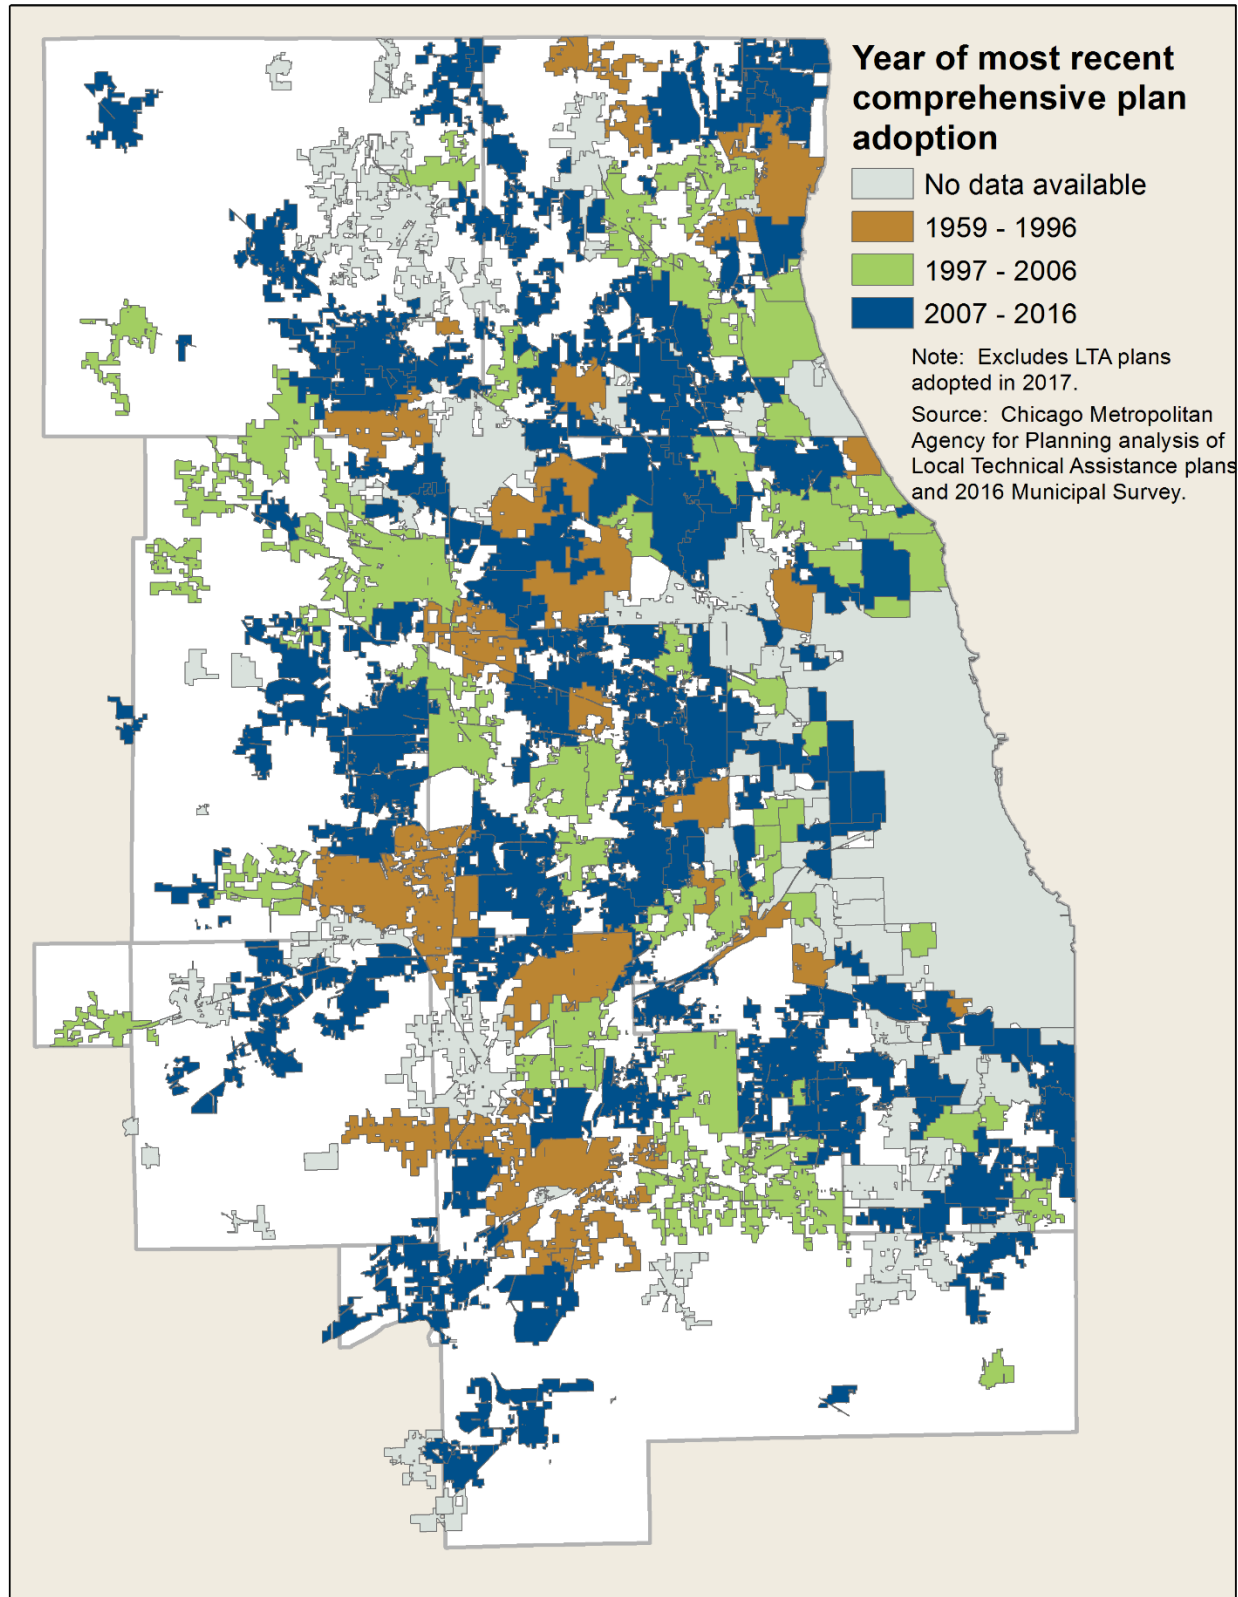 Year of most recent
comprehensive plan
adoption
No data available
1959 - 1996
1997 - 2006
2007 - 2016
Note: Excludes LTA plans
adopted in 2017.
Source: Chicago Metropolitan
Agency for Planning analysis of
Local Technical Assistance plans
and 2016 Municipal Survey.